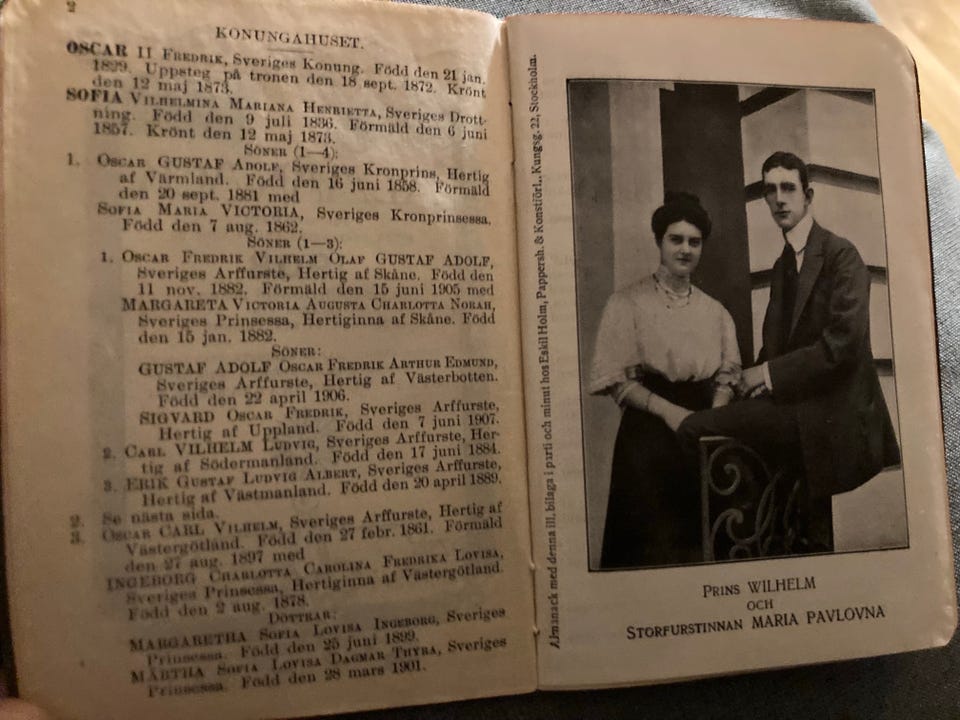 2
KONUNGAHUSET.
OSCAR II FREDRIK, Sveriges Konung. Född den 21 jan.
1829. Uppsteg på tronen den 18 sept. 1872. Krönt
den 12 maj 1873.
SOFIA VILHELMINA MARIANA HENRIETTA, Sveriges Drott-
ning. Född den 9 juli 1836. Förmäld den 6 juni
1857. Krönt den 12 maj 1873.
SÖNER (1—4):
1. OSCAR GUSTAF ADOLF, Sveriges Kronprins, Hertig
af Värmland. Född den 16 juni 1858. Förmäld
den 20 sept. 1881 med
SOFIA MARIA VICTORIA, Sveriges Kronprinsessa.
Född den 7 aug. 1862.
SÖNER (1—3):
1. OSCAR FREDRIK VILHELM OLAF GUSTAF ADOLF,
Sveriges Arffurste, Hertig af Skåne. Född den
11 nov. 1882. Förmäld den 15 juni 1905 med
MARGARETA VICTORIA AUGUSTA CHARLOTTA NORAH,
Sveriges Prinsessa, Hertiginna af Skåne. Född
den 15 jan. 1882.
SÖNER:
GUSTAF ADOLF OSCAR FREDRIK ARTHUR EDMUND,
Sveriges Arffurste, Hertig af Västerbotten.
Född den 22 april 1906.
SIGVARD OSCAR FREDRIK, Sveriges Arffurste,
Hertig af Uppland. Född den 7 juni 1907.
2. CARL VILHELM LUDVIG, Sveriges Arffurste, Her-
tig af Södermanland. Född den 17 juni 1884.
3. ERIK GUSTAF LUDVIG ALBERT, Sveriges Arffurste,
Hertig af Västmanland. Född den 20 april 1889.
2. Se nästa sida.
3. OSCAR CARL VILHELM, Sveriges Arffurste, Hertig af
Västergötland. Född den 27 febr. 1861. Förmäld
den 27 aug. 1897 med
INGEBORG CHARLOTTA CAROLINA FREDRIKA LOVISA,
Sveriges Prinsessa, Hertiginna af Västergötland.
Född den 2 aug. 1878.
DÖTTRAR:
MARGARETHA SOFIA LOVISA INGEBORG, Sveriges
Prinsessa. Född den 25 juni 1899.
MÄRTHA SOFIA LOVISA DAGMAR THYRA, Sveriges
Prinsessa. Född den 28 mars 1901.
Almanack med denna ill. bilaga i parti och minut hos Eskil Holm, Pappersh. & Konstförl., Kungsg. 22, Stockholm.
PRINS WILHELM
OCH
STORFURSTINNAN MARIA PAVLOVNA